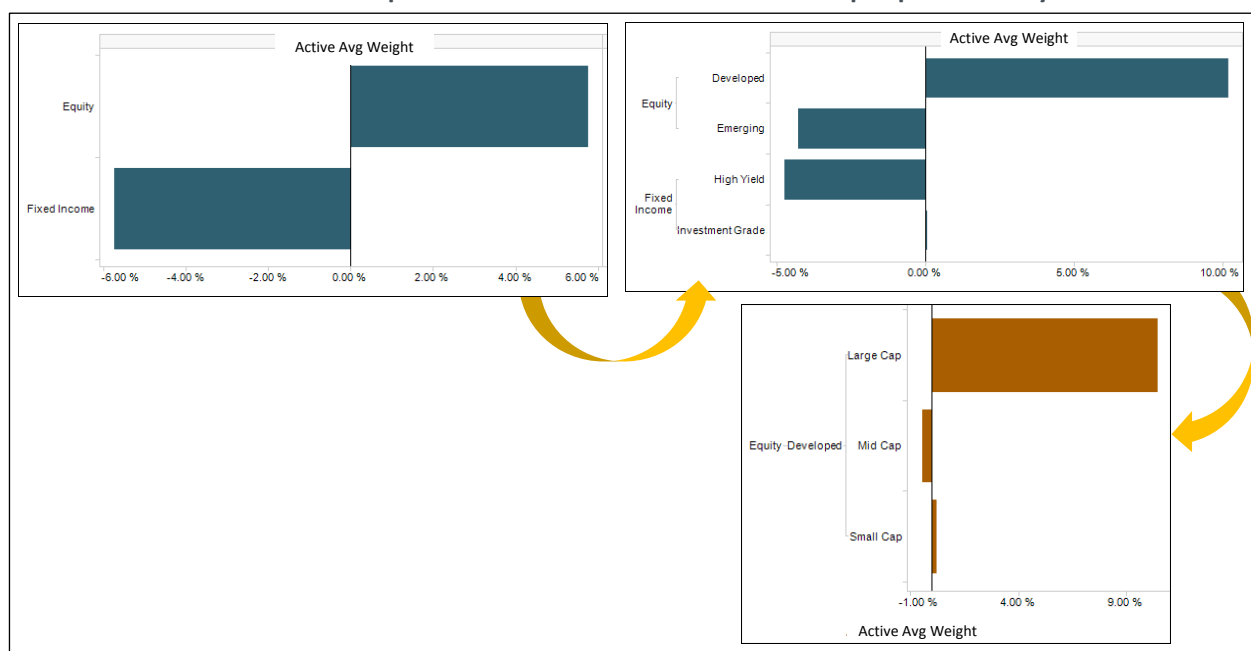 Active Avg Weight
Equity
Fixed Income
-6.00 %
-4.00 %
-2.00 %
0.00 %
2.00 %
4.00 %
6.00 %
Active Avg Weight
Developed
Equity
Emerging
High Yield
Fixed
Income
Investment Grade
-5.00 %
0.00 %
5.00 %
10.00 %
Large Cap
Equity Developed
Mid Cap
Small Cap
-1.00 %
4.00 %
9.00 %
Active Avg Weight